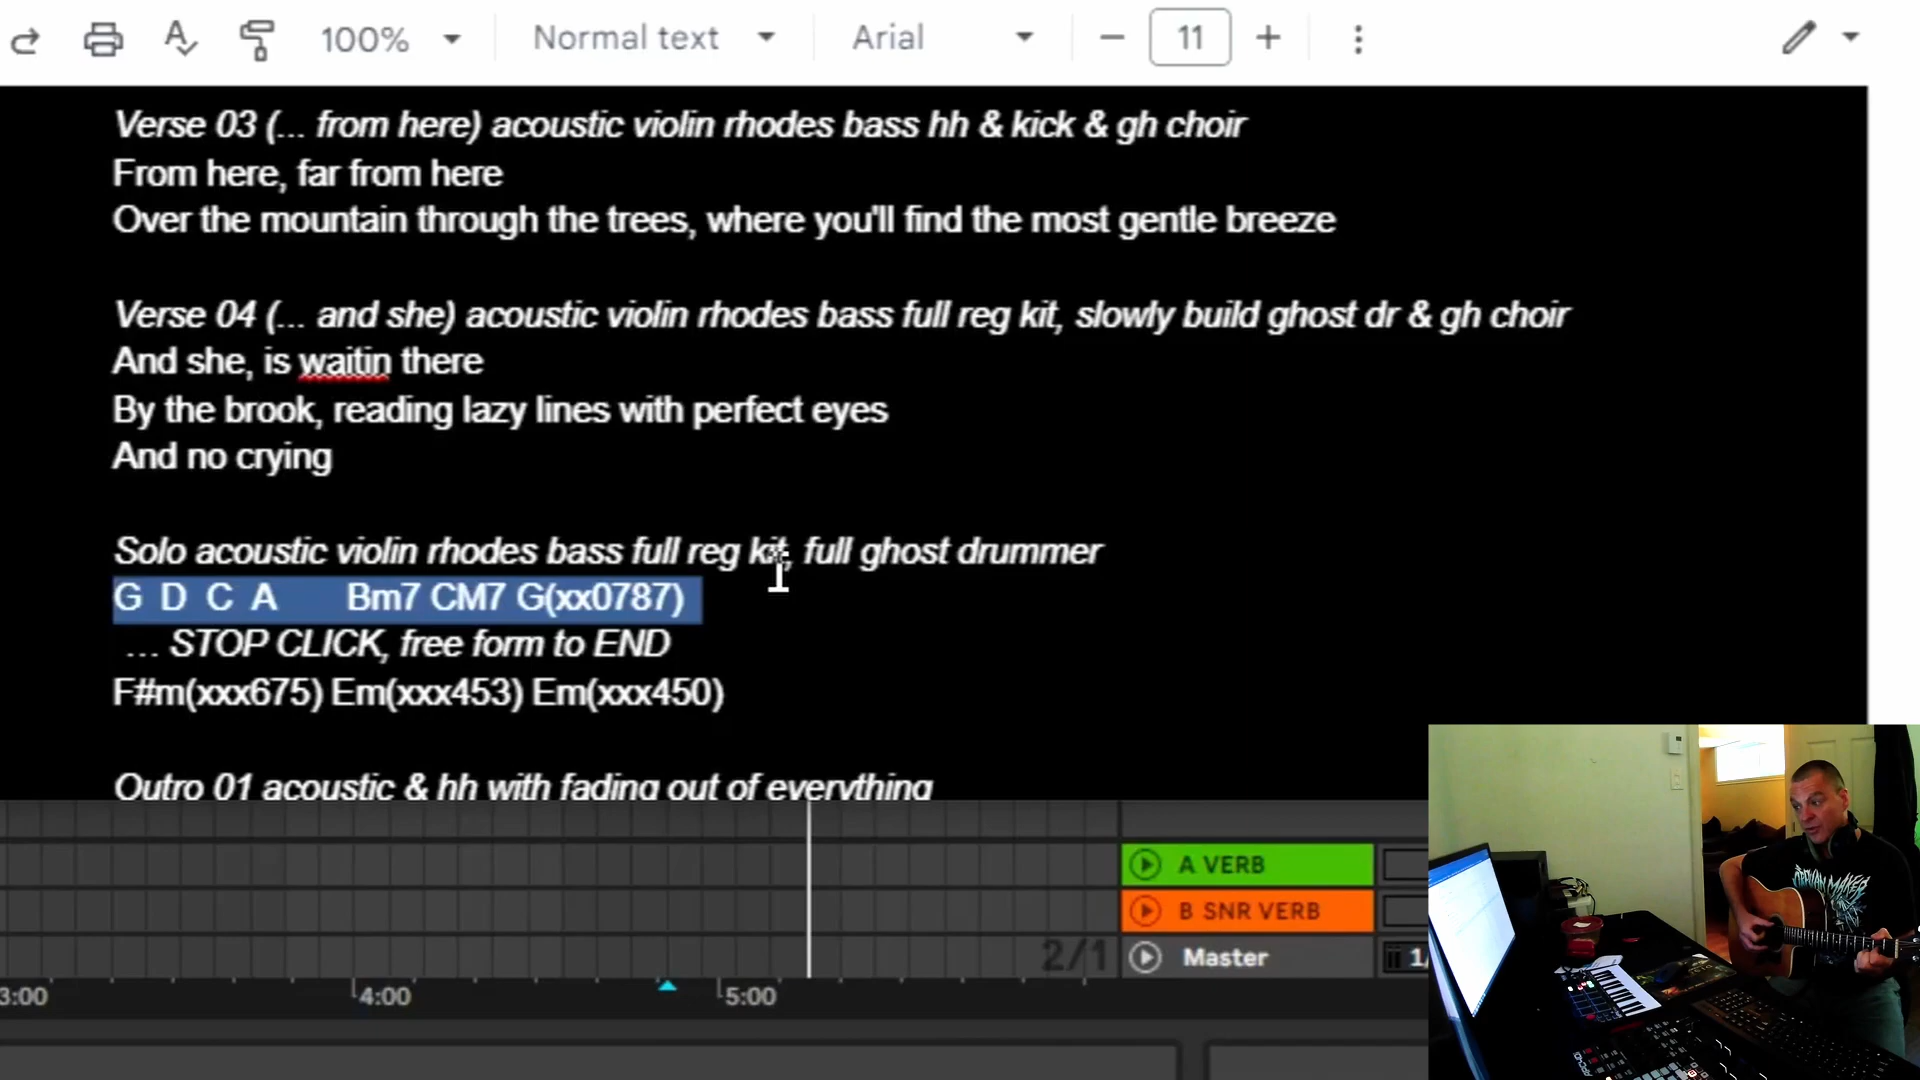 100% Normal text Arial 11
Verse 03 (... from here) acoustic violin rhodes bass hh & kick & gh choir
From here, far from here
Over the mountain through the trees, where you'll find the most gentle breeze
Verse 04 (... and she) acoustic violin rhodes bass full reg kit, slowly build ghost dr & gh choir
And she, is waitin there
By the brook, reading lazy lines with perfect eyes
And no crying
Solo acoustic violin rhodes bass full reg kit, full ghost drummer
G D C A Bm7 CM7 G(xx0787)
... STOP CLICK, free form to END
F#m(xxx675) Em(xxx453) Em(xxx450)
Outro 01 acoustic & hh with fading out of everything
A VERB
B SNR VERB
2/1 Master 1/
3:00 4:00 5:00